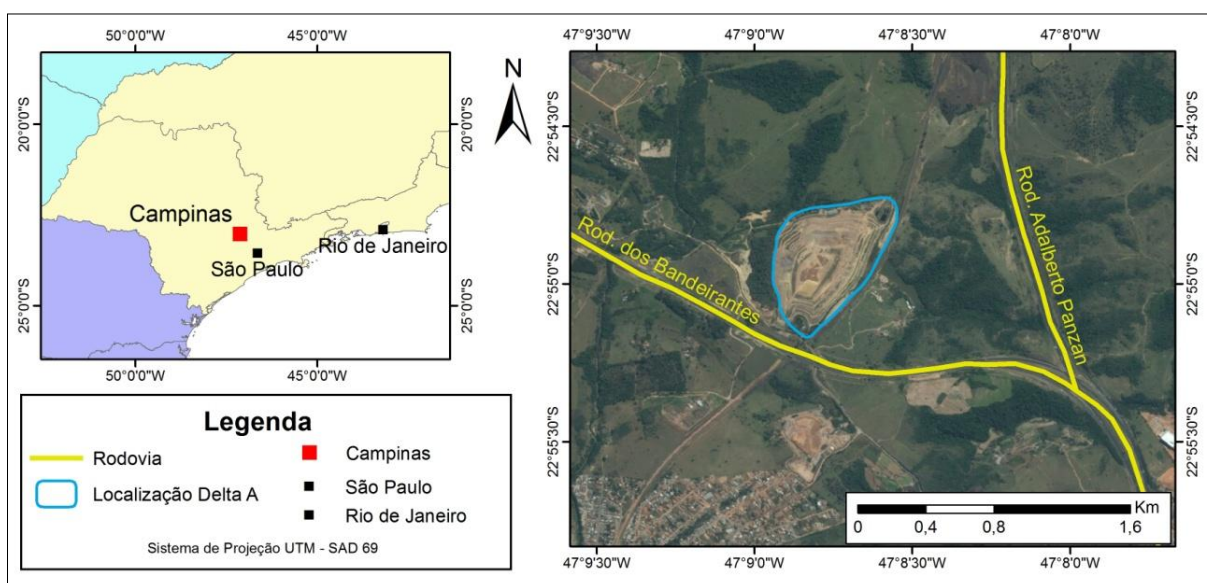 50°0'0"W
45°0'0"W
20°0'0"S
20°0'0"S
25°0'0"S
25°0'0"S
Campinas
Rio de Janeiro
São Paulo
50°0'0"W
45°0'0"W
N
Legenda
Rodovia
Localização Delta A
Campinas
São Paulo
Rio de Janeiro
Sistema de Projeção UTM - SAD 69
47°9'30"W
47°9'0"W
47°8'30"W
47°8'0"W
22°54'30"S
22°54'30"S
22°55'0"S
22°55'0"S
22°55'30"S
22°55'30"S
Rod. dos Bandeirantes
Rod. Adalberto Panzan
Km
0
0,4
0,8
1,6
47°9'30"W
47°9'0"W
47°8'30"W
47°8'0"W